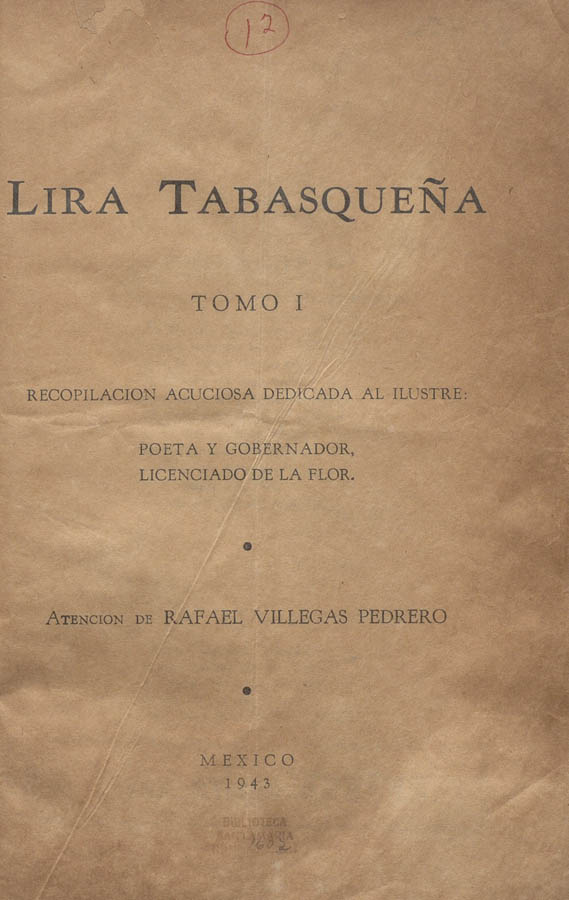 12
LIRA TABASQUEÑA
TOMO I
RECOPILACION ACUCIOSA DEDICADA AL ILUSTRE:
POETA Y GOBERNADOR,
LICENCIADO DE LA FLOR.
ATENCION DE RAFAEL VILLEGAS PEDRERO
MEXICO
1943
BIBLIOTECA